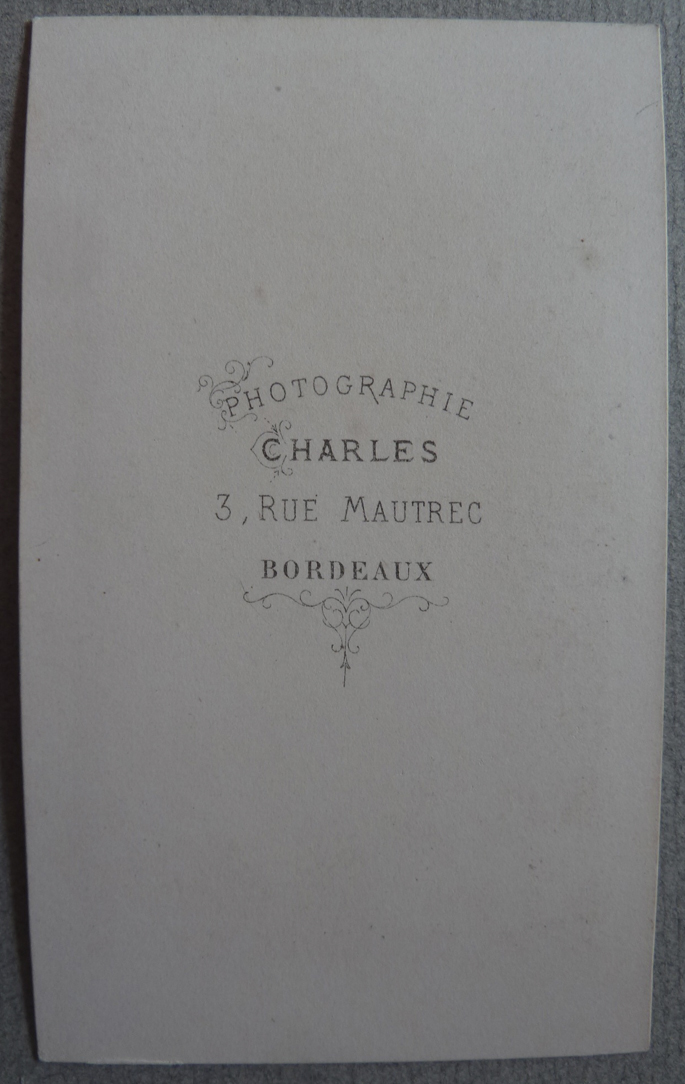 PHOTOGRAPHIE
CHARLES
3, RUE MAUTREC
BORDEAUX